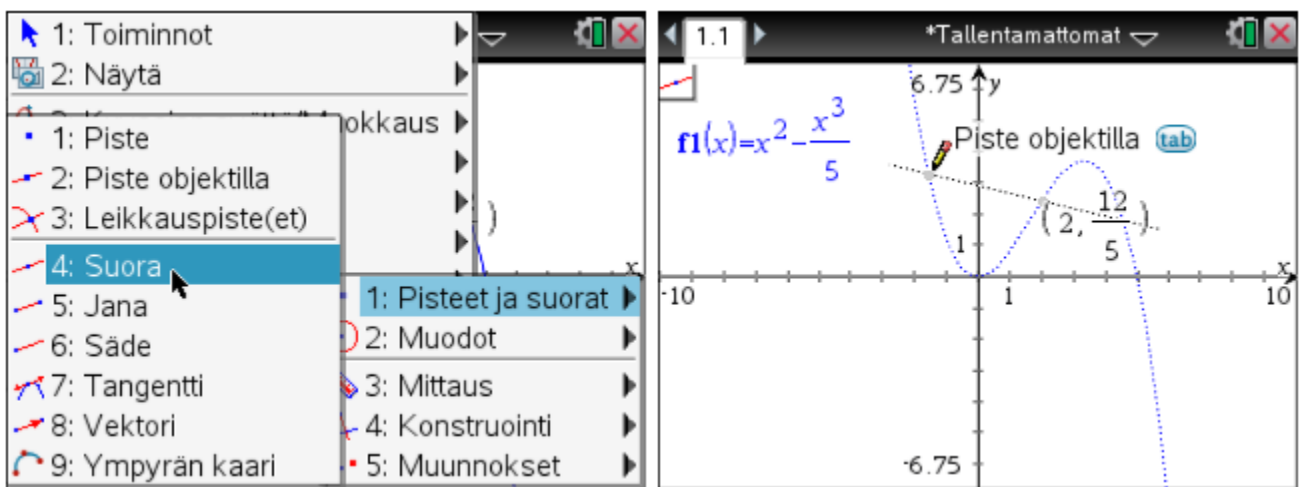 1: Toiminnot
2: Näytä
okkaus
1: Piste
2: Piste objektilla
3: Leikkauspiste(et)
4: Suora
5: Jana
6: Säde
7: Tangentti
8: Vektori
9: Ympyrän kaari
)
x
1: Pisteet ja suorat
2: Muodot
3: Mittaus
4: Konstruointi
5: Muunnokset
1.1
*Tallentamattomat
6.75 y
f1(x)=x²-x³/5
Piste objektilla tab
(2, 12/5)
1
x
-10 1 10
-6.75